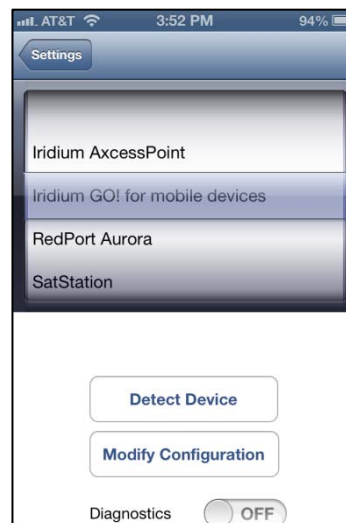 AT&T 3:52 PM 94%
Settings
Iridium AxcessPoint
Iridium GO! for mobile devices
RedPort Aurora
SatStation
Detect Device
Modify Configuration
Diagnostics OFF